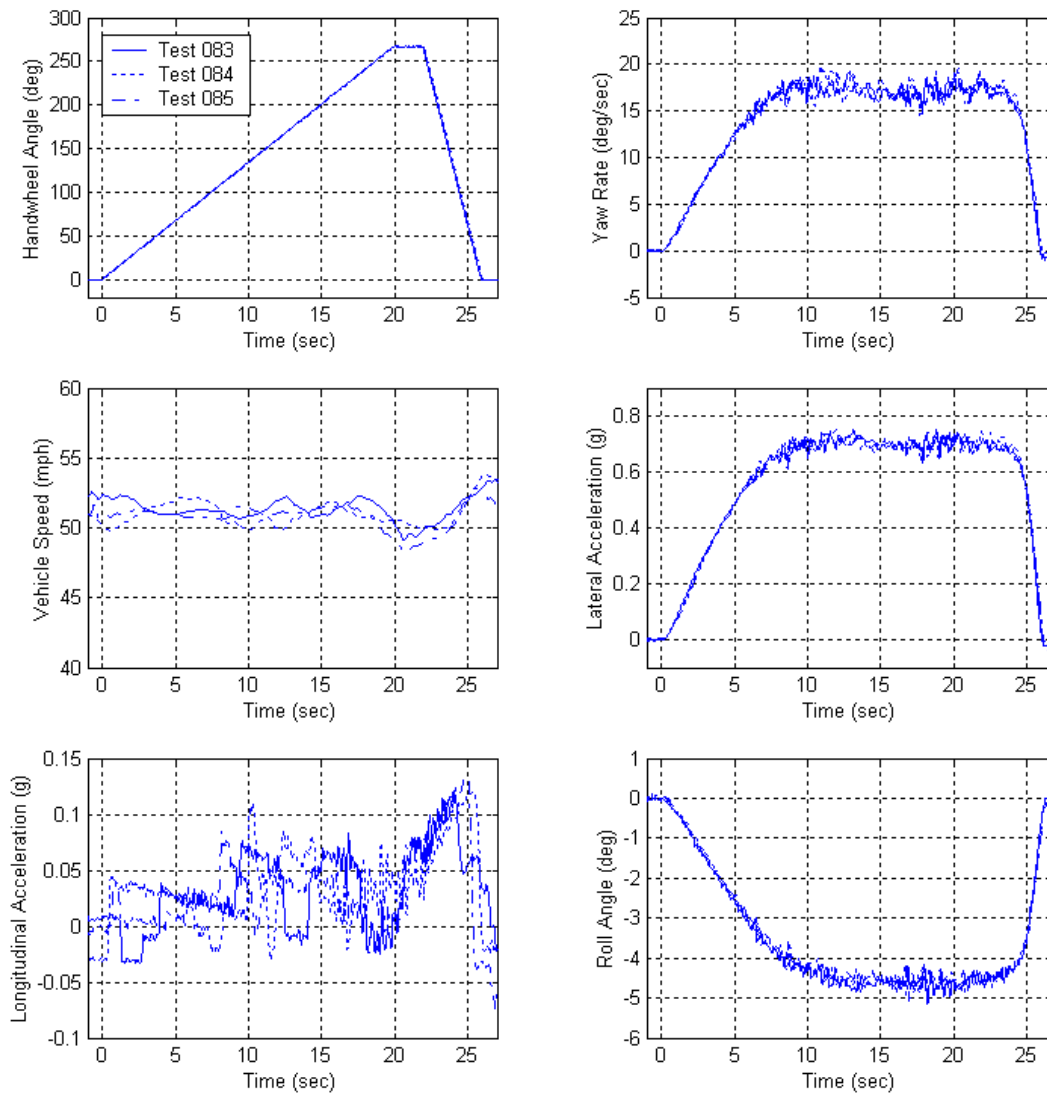 Handwheel Angle (deg)
300
250
200
150
100
50
0
Test 083
Test 084
Test 085
0 5 10 15 20 25
Time (sec)
Yaw Rate (deg/sec)
25
20
15
10
5
0
-5
0 5 10 15 20 25
Time (sec)
Vehicle Speed (mph)
60
55
50
45
40
0 5 10 15 20 25
Time (sec)
Lateral Acceleration (g)
0.8
0.6
0.4
0.2
0
0 5 10 15 20 25
Time (sec)
Longitudinal Acceleration (g)
0.15
0.1
0.05
0
-0.05
-0.1
0 5 10 15 20 25
Time (sec)
Roll Angle (deg)
1
0
-1
-2
-3
-4
-5
-6
0 5 10 15 20 25
Time (sec)